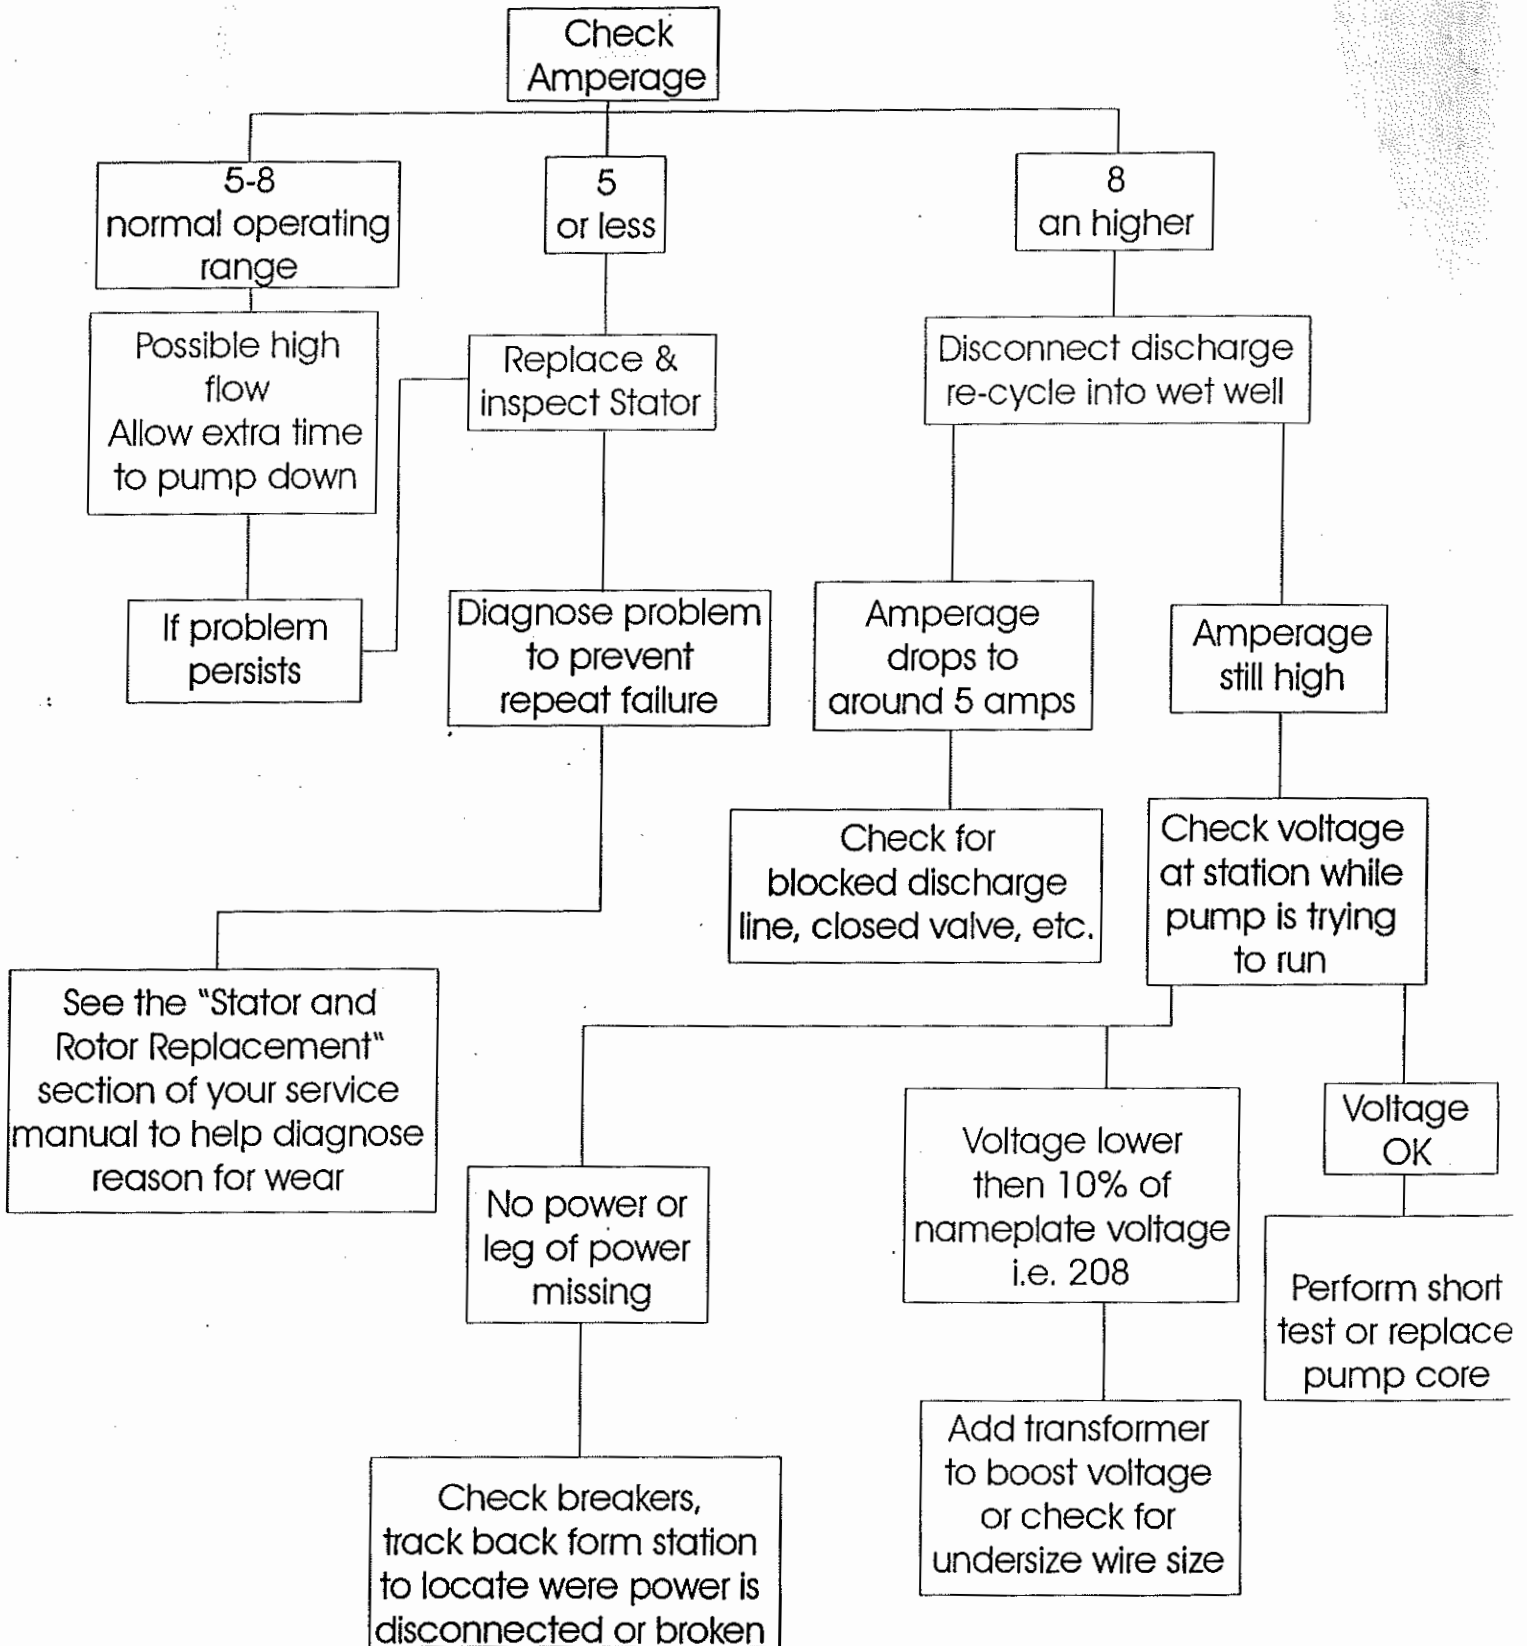 Check
Amperage
5-8
normal operating
range
5
or less
8
an higher
Possible high
flow
Allow extra time
to pump down
Replace &
inspect Stator
Disconnect discharge
re-cycle into wet well
If problem
persists
Diagnose problem
to prevent
repeat failure
Amperage
drops to
around 5 amps
Amperage
still high
Check for
blocked discharge
line, closed valve, etc.
Check voltage
at station while
pump is trying
to run
See the "Stator and
Rotor Replacement"
section of your service
manual to help diagnose
reason for wear
No power or
leg of power
missing
Voltage lower
then 10% of
nameplate voltage
i.e. 208
Voltage
OK
Perform short
test or replace
pump core
Add transformer
to boost voltage
or check for
undersize wire size
Check breakers,
track back form station
to locate were power is
disconnected or broken